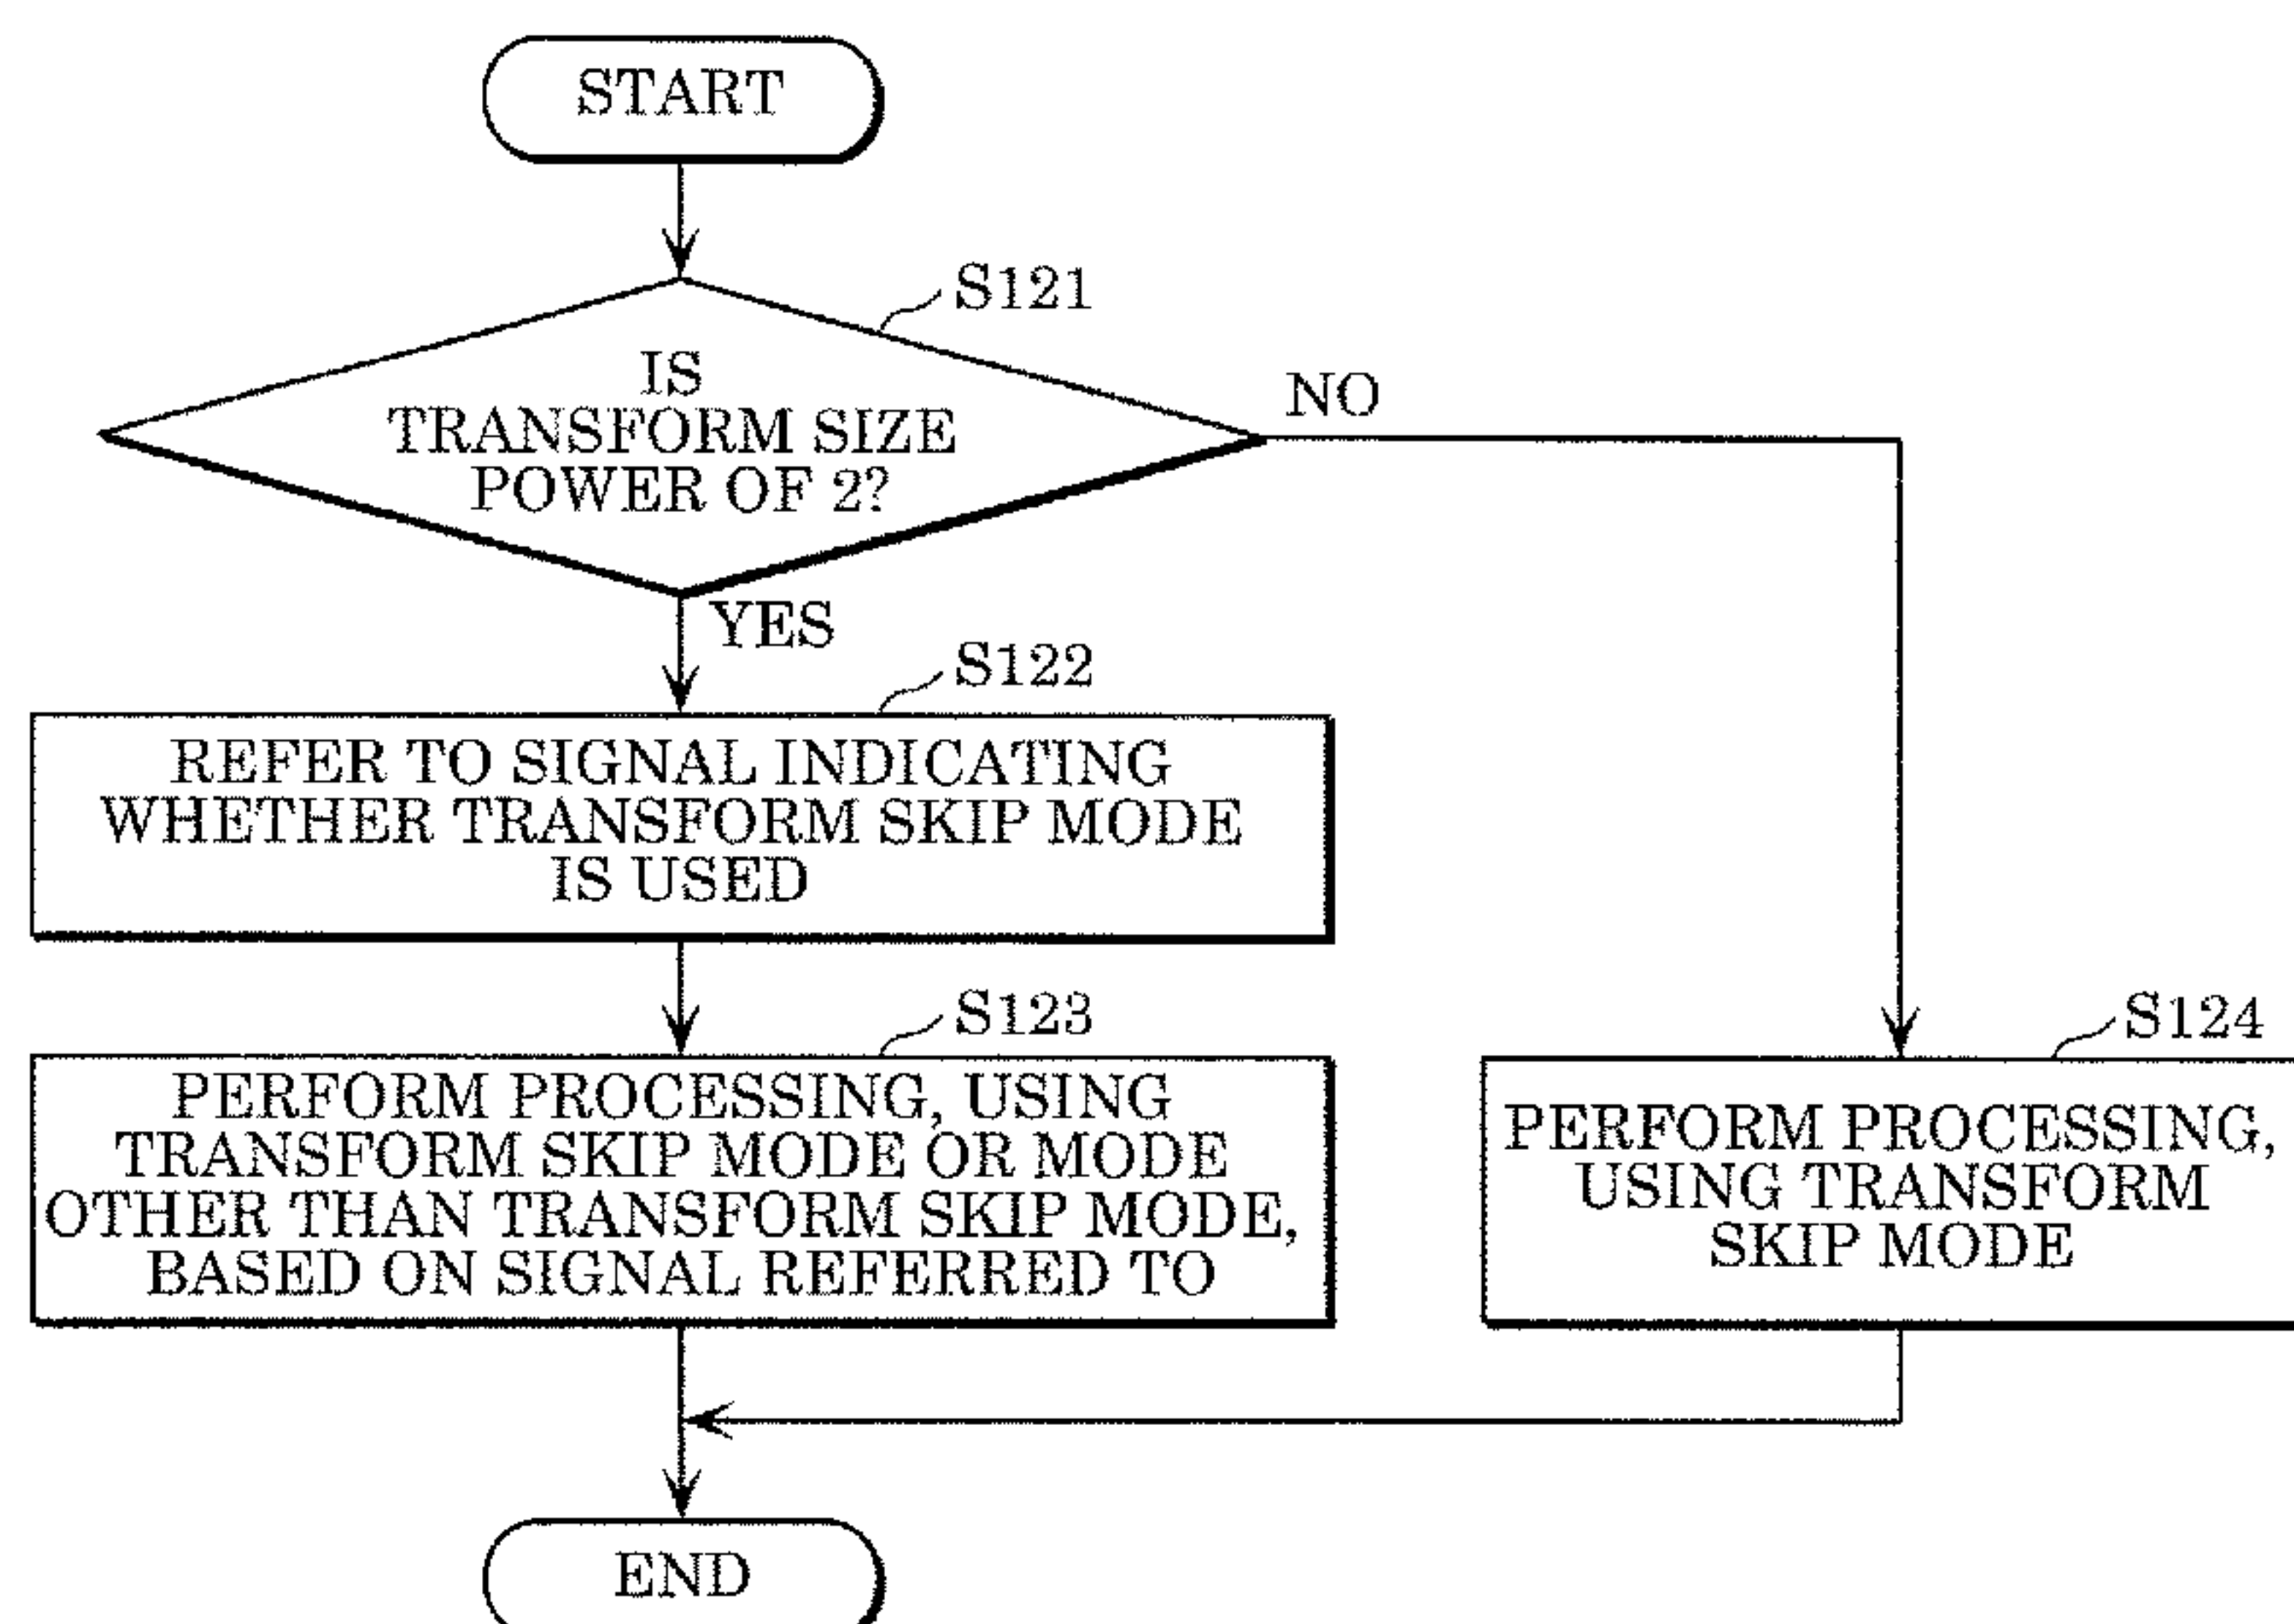 START
S121
IS
TRANSFORM SIZE
POWER OF 2?
NO
YES
S122
REFER TO SIGNAL INDICATING
WHETHER TRANSFORM SKIP MODE
IS USED
S123
PERFORM PROCESSING, USING
TRANSFORM SKIP MODE OR MODE
OTHER THAN TRANSFORM SKIP MODE,
BASED ON SIGNAL REFERRED TO
S124
PERFORM PROCESSING,
USING TRANSFORM
SKIP MODE
END